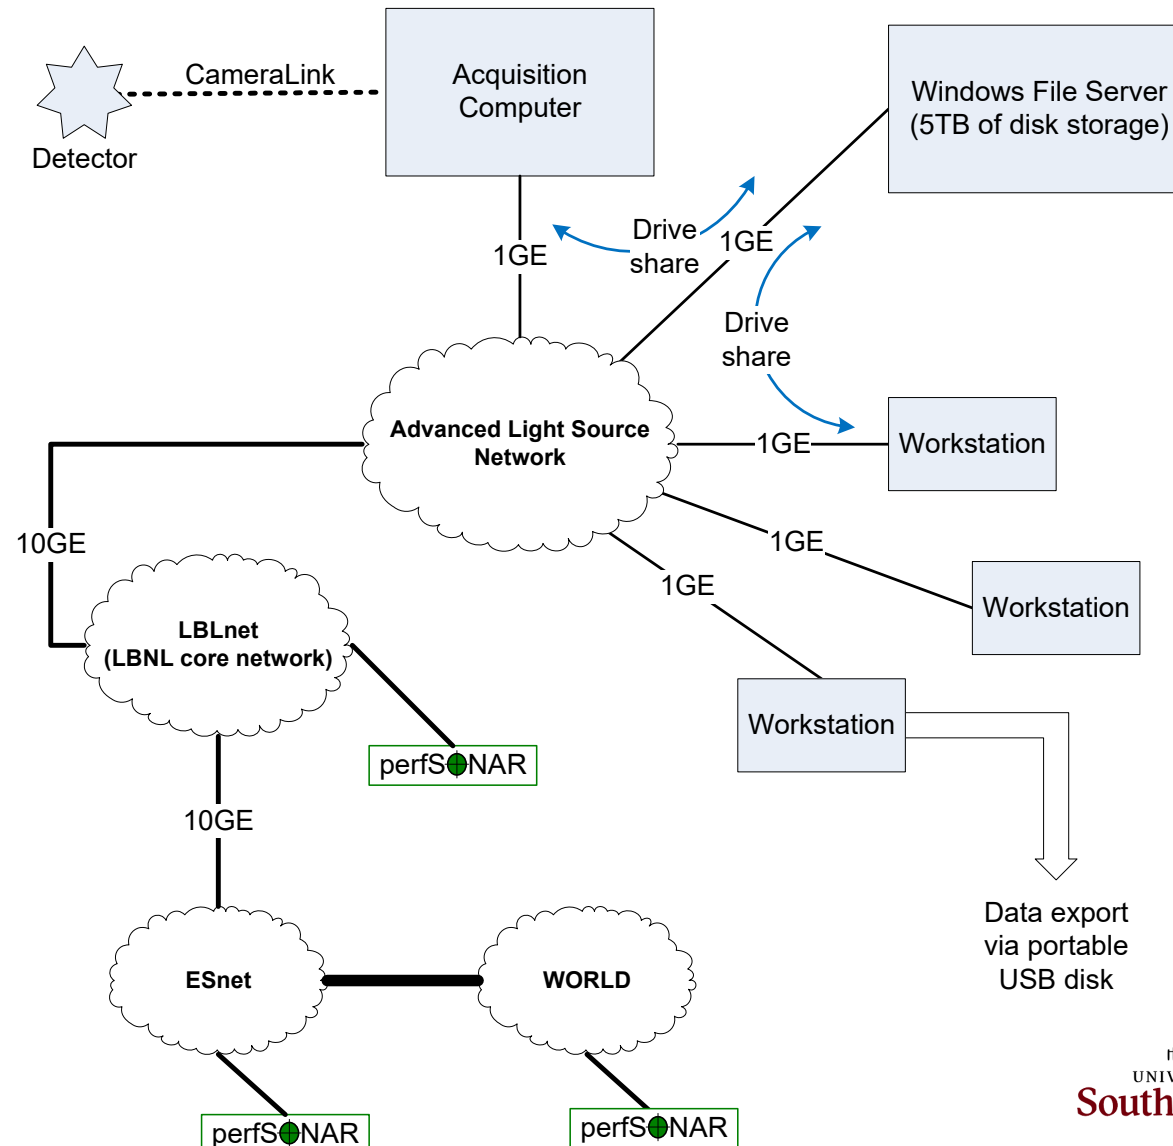 CameraLink
Detector
Acquisition
Computer
Windows File Server
(5TB of disk storage)
1GE
Drive
share
1GE
Drive
share
Advanced Light Source
Network
1GE
Workstation
1GE
Workstation
1GE
Workstation
10GE
LBLnet
(LBNL core network)
perfSONAR
10GE
Data export
via portable
USB disk
ESnet
WORLD
perfSONAR
perfSONAR
UNIV
South